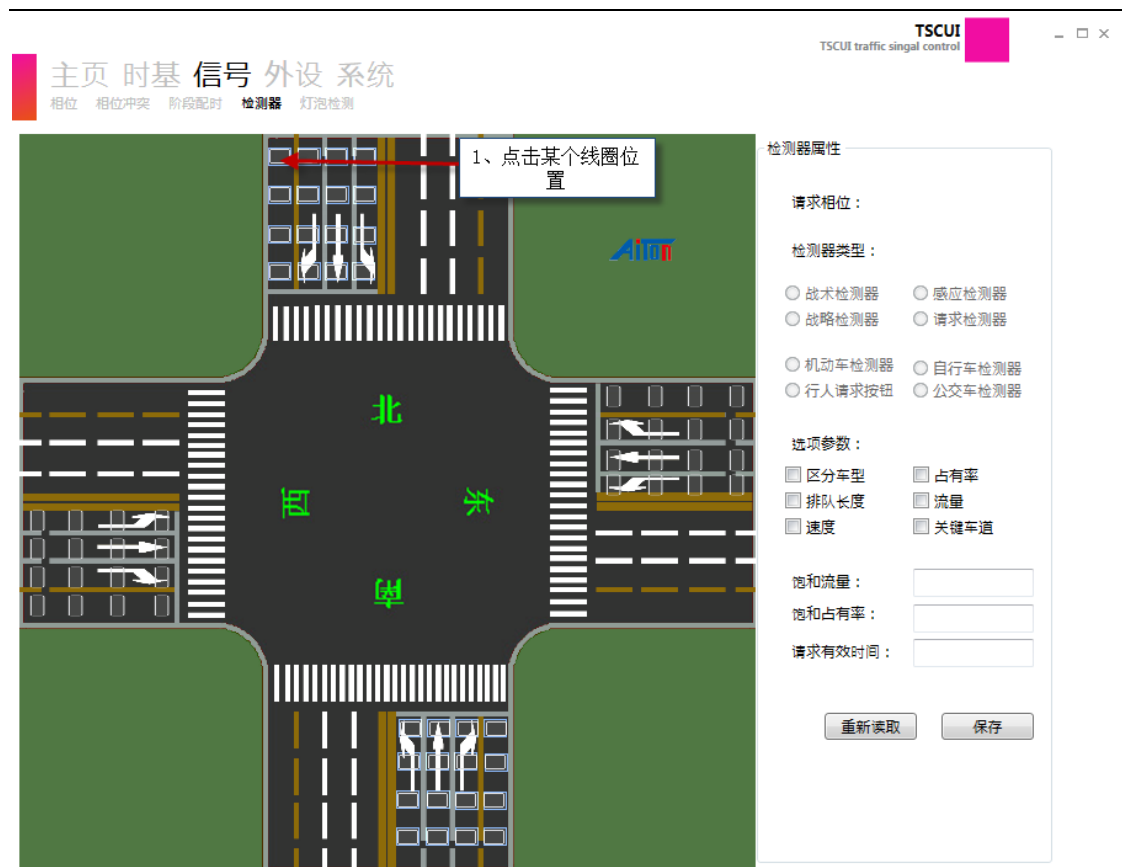 TSCUI
TSCUI traffic singal control
主页 时基 信号 外设 系统
相位 相位冲突 阶段配时 检测器 灯泡检测
1、点击某个线圈位
置
AiTon
北
西
东
南
检测器属性
请求相位：
检测器类型：
战术检测器 感应检测器
战略检测器 请求检测器
机动车检测器 自行车检测器
行人请求按钮 公交车检测器
选项参数：
区分车型 占有率
排队长度 流量
速度 关键车道
饱和流量：
饱和占有率：
请求有效时间：
重新读取 保存